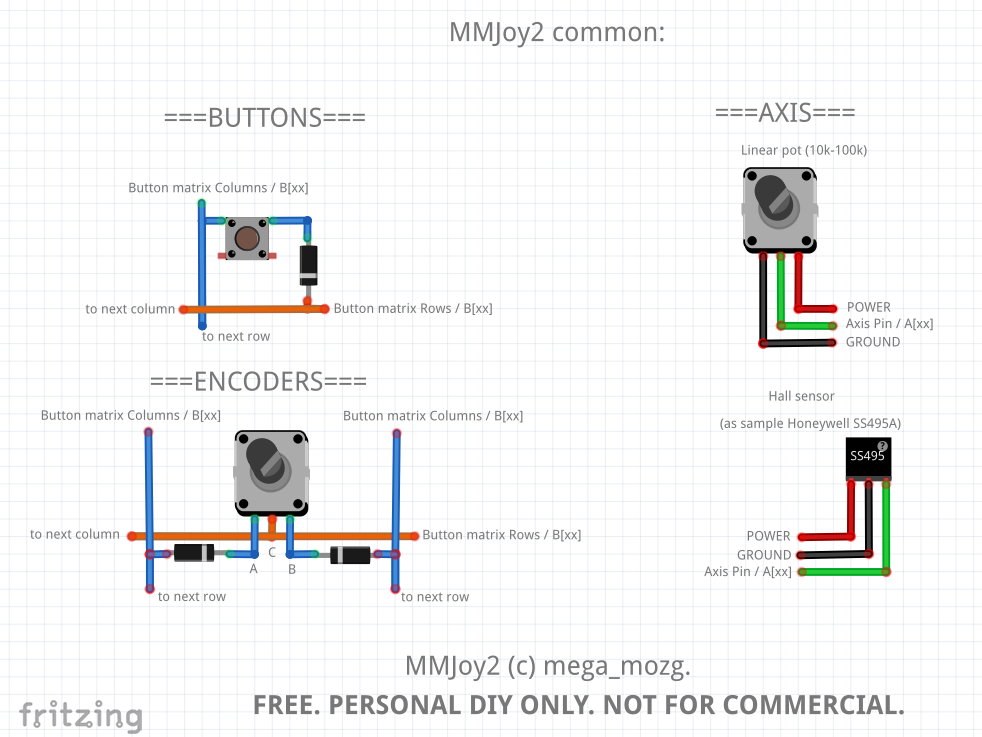 MMJoy2 common:
===BUTTONS===
Button matrix Columns / B[xx]
to next column
Button matrix Rows / B[xx]
to next row
===ENCODERS===
Button matrix Columns / B[xx]
Button matrix Columns / B[xx]
to next column
Button matrix Rows / B[xx]
C
A
B
to next row
to next row
===AXIS===
Linear pot (10k-100k)
POWER
Axis Pin / A[xx]
GROUND
Hall sensor
(as sample Honeywell SS495A)
?
SS495
POWER
GROUND
Axis Pin / A[xx]
MMJoy2 (c) mega_mozg.
FREE. PERSONAL DIY ONLY. NOT FOR COMMERCIAL.
fritzing